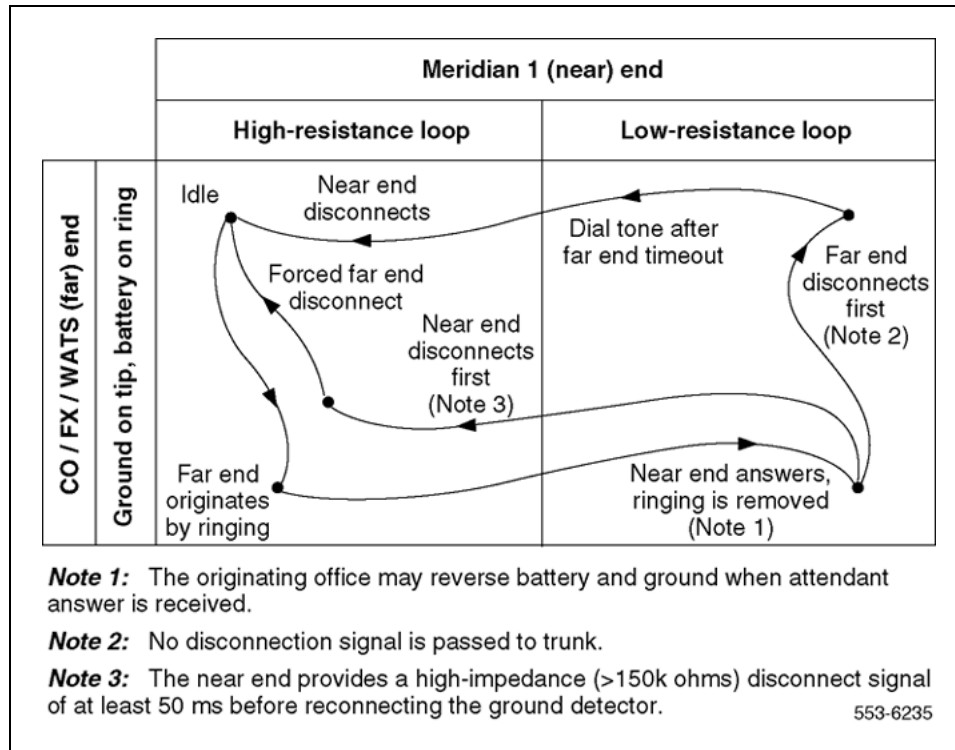 Meridian 1 (near) end
High-resistance loop
Low-resistance loop
CO / FX / WATS (far) end
Ground on tip, battery on ring
Idle
Near end
disconnects
Dial tone after
far end timeout
Forced far end
disconnect
Near end
disconnects
first
(Note 3)
Far end
disconnects
first
(Note 2)
Far end
originates
by ringing
Near end answers,
ringing is removed
(Note 1)
Note 1: The originating office may reverse battery and ground when attendant
answer is received.
Note 2: No disconnection signal is passed to trunk.
Note 3: The near end provides a high-impedance (>150k ohms) disconnect signal
of at least 50 ms before reconnecting the ground detector.
553-6235